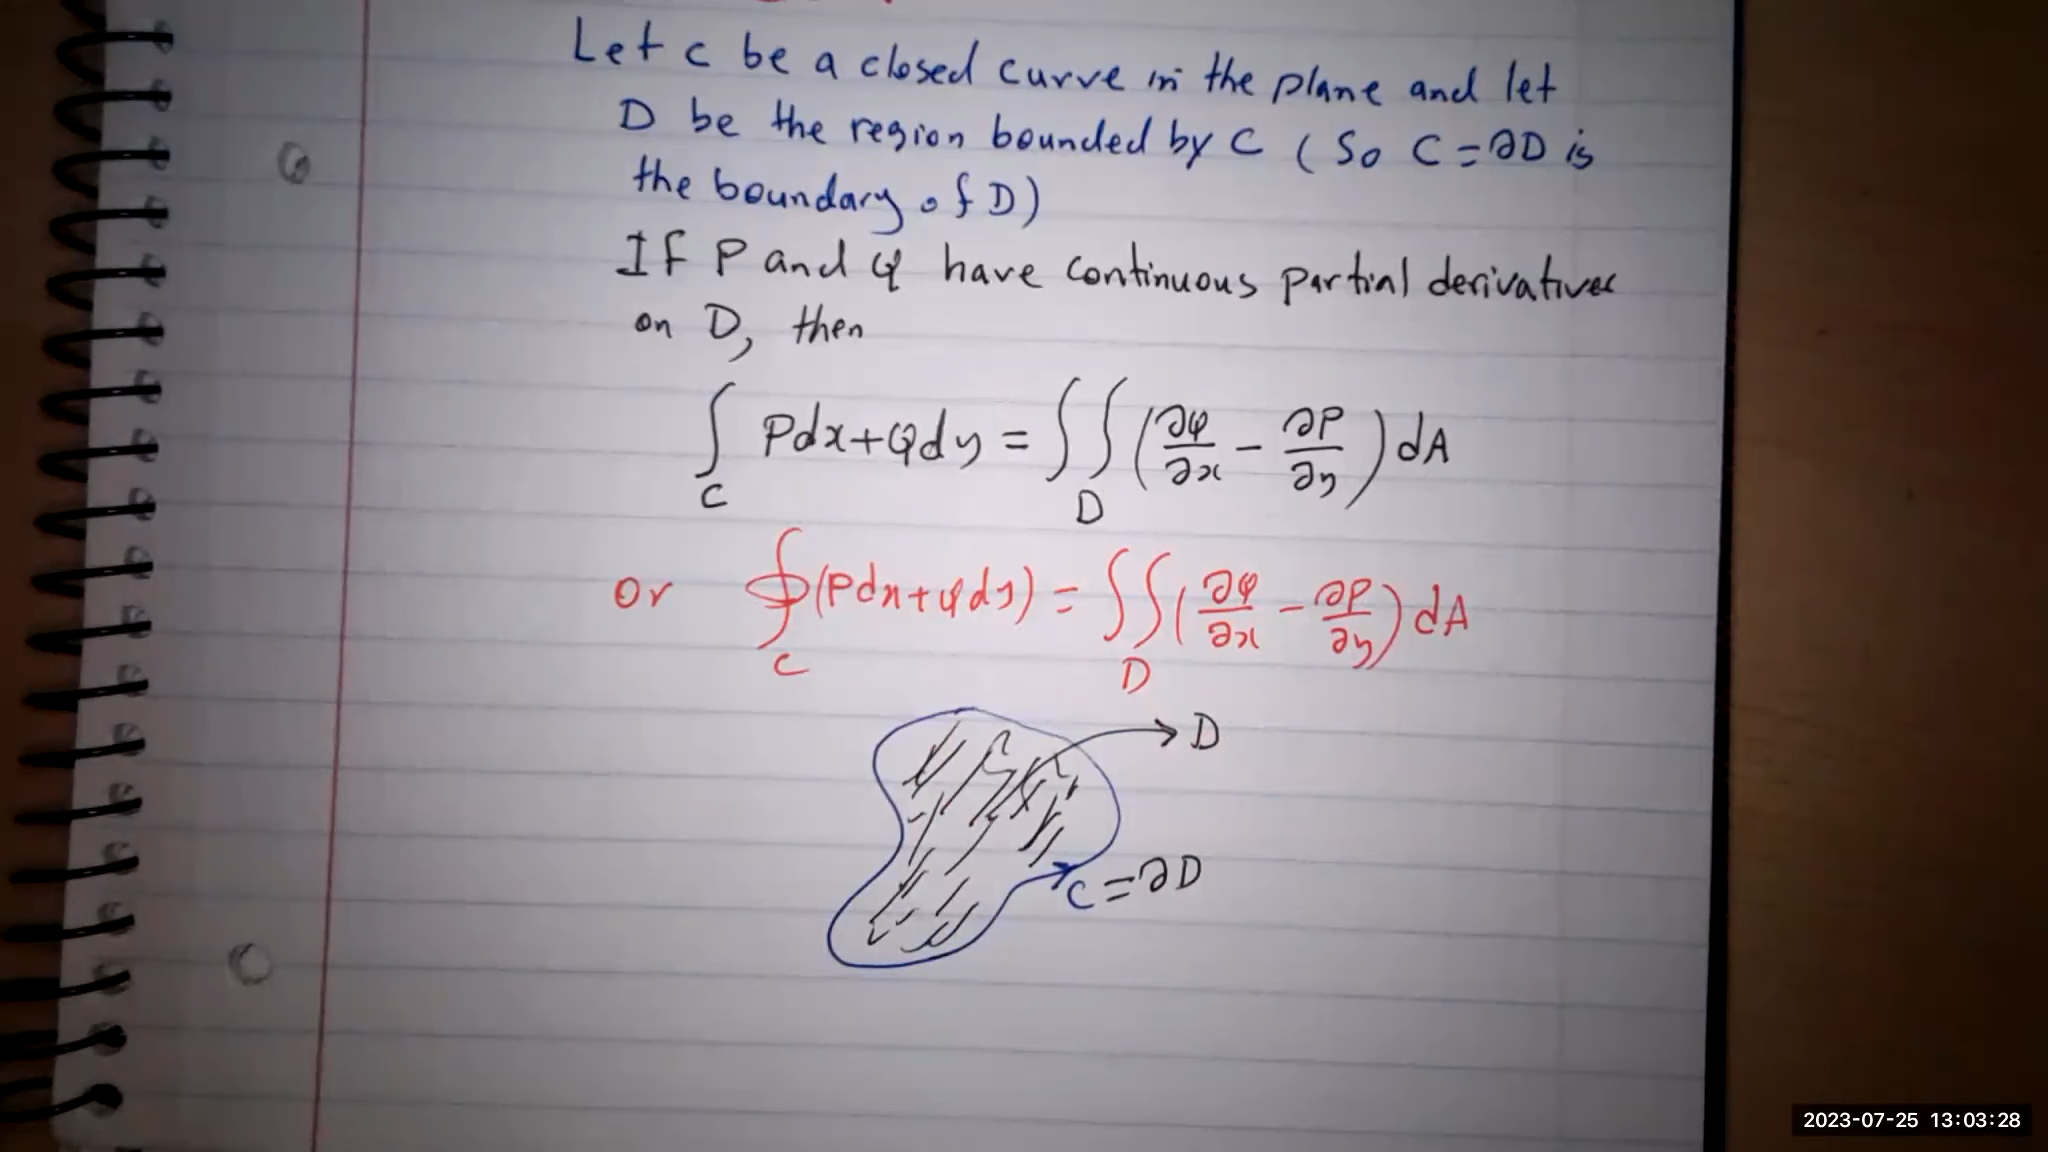 Let C be a closed curve in the plane and let
D be the region bounded by C (So C=∂D is
the boundary of D)
If P and φ have continuous partial derivatives
on D, then
∫_C Pdx+φdy = ∫∫_D (∂φ/∂x - ∂P/∂y) dA
or ∮_C (Pdx+φdy) = ∫∫_D (∂φ/∂x - ∂P/∂y) dA
D
C=∂D
2023-07-25 13:03:28